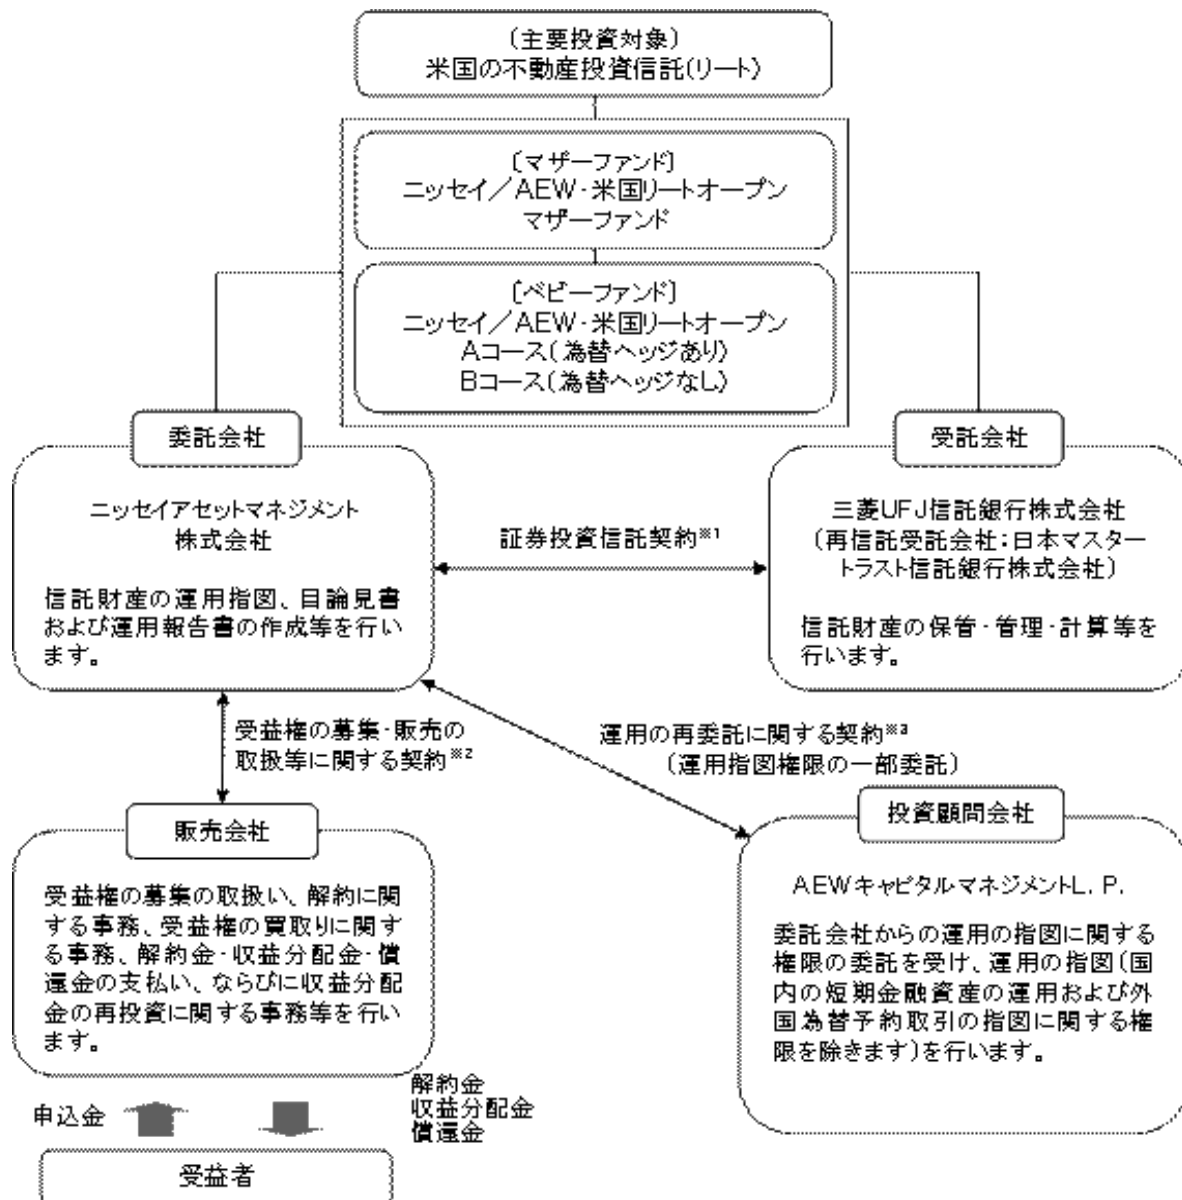 (主要投資対象)
米国の不動産投資信託(リート)
〔マザーファンド〕
ニッセイ／AEW・米国リートオープン
マザーファンド
〔ベビーファンド〕
ニッセイ／AEW・米国リートオープン
Aコース(為替ヘッジあり)
Bコース(為替ヘッジなし)
委託会社
ニッセイアセットマネジメント
株式会社
信託財産の運用指図、目論見書
および運用報告書の作成等を行い
ます。
証券投資信託契約※1
受託会社
三菱UFJ信託銀行株式会社
(再信託受託会社:日本マスター
トラスト信託銀行株式会社)
信託財産の保管・管理・計算等を
行います。
受益権の募集・販売の
取扱等に関する契約※2
運用の再委託に関する契約※3
(運用指図権限の一部委託)
販売会社
受益権の募集の取扱い、解約に関
する事務、受益権の買取りに関す
る事務、解約金・収益分配金・償
還金の支払い、ならびに収益分配
金の再投資に関する事務等を行い
ます。
投資顧問会社
AEWキャピタルマネジメントL．P．
委託会社からの運用の指図に関する
権限の委託を受け、運用の指図(国
内の短期金融資産の運用および外
国為替予約取引の指図に関する権
限を除きます)を行います。
申込金
解約金
収益分配金
償還金
受益者